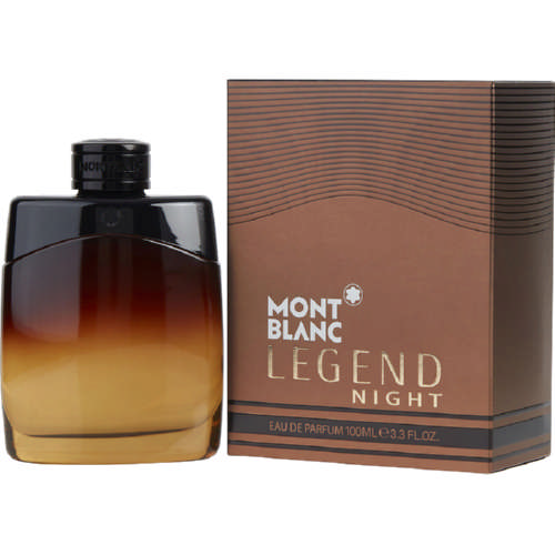 MONT
BLANC
LEGEND
NIGHT
EAU DE PARFUM 100ML ℮ 3.3 FL.OZ.